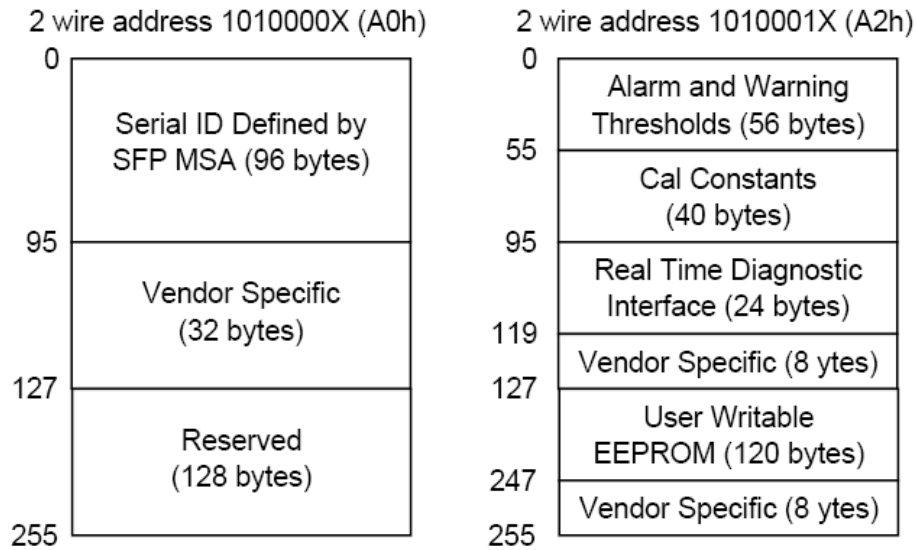 2 wire address 1010000X (A0h)
0
Serial ID Defined by
SFP MSA (96 bytes)
95
Vendor Specific
(32 bytes)
127
Reserved
(128 bytes)
255
2 wire address 1010001X (A2h)
0
Alarm and Warning
Thresholds (56 bytes)
55
Cal Constants
(40 bytes)
95
Real Time Diagnostic
Interface (24 bytes)
119
Vendor Specific (8 ytes)
127
User Writable
EEPROM (120 bytes)
247
Vendor Specific (8 ytes)
255